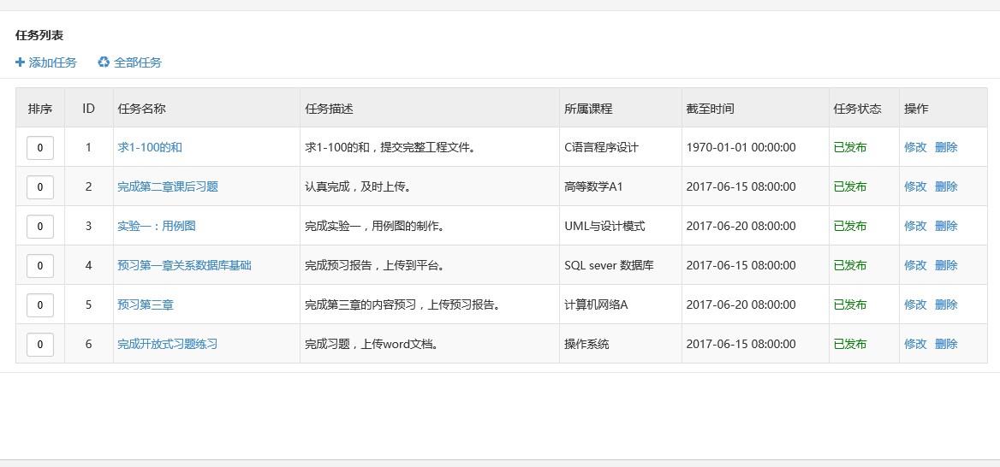 任务列表
添加任务 全部任务
排序 ID 任务名称 任务描述 所属课程 截至时间 任务状态 操作
0 1 求1-100的和 求1-100的和，提交完整工程文件。 C语言程序设计 1970-01-01 00:00:00 已发布 修改 删除
0 2 完成第二章课后习题 认真完成，及时上传。 高等数学A1 2017-06-15 08:00:00 已发布 修改 删除
0 3 实验一：用例图 完成实验一，用例图的制作。 UML与设计模式 2017-06-20 08:00:00 已发布 修改 删除
0 4 预习第一章关系数据库基础 完成预习报告，上传到平台。 SQL sever 数据库 2017-06-15 08:00:00 已发布 修改 删除
0 5 预习第三章 完成第三章的内容预习，上传预习报告。 计算机网络A 2017-06-20 08:00:00 已发布 修改 删除
0 6 完成开放式习题练习 完成习题，上传word文档。 操作系统 2017-06-15 08:00:00 已发布 修改 删除